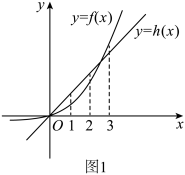 y
y=f(x)
y=h(x)
O 1 2 3 x
图1